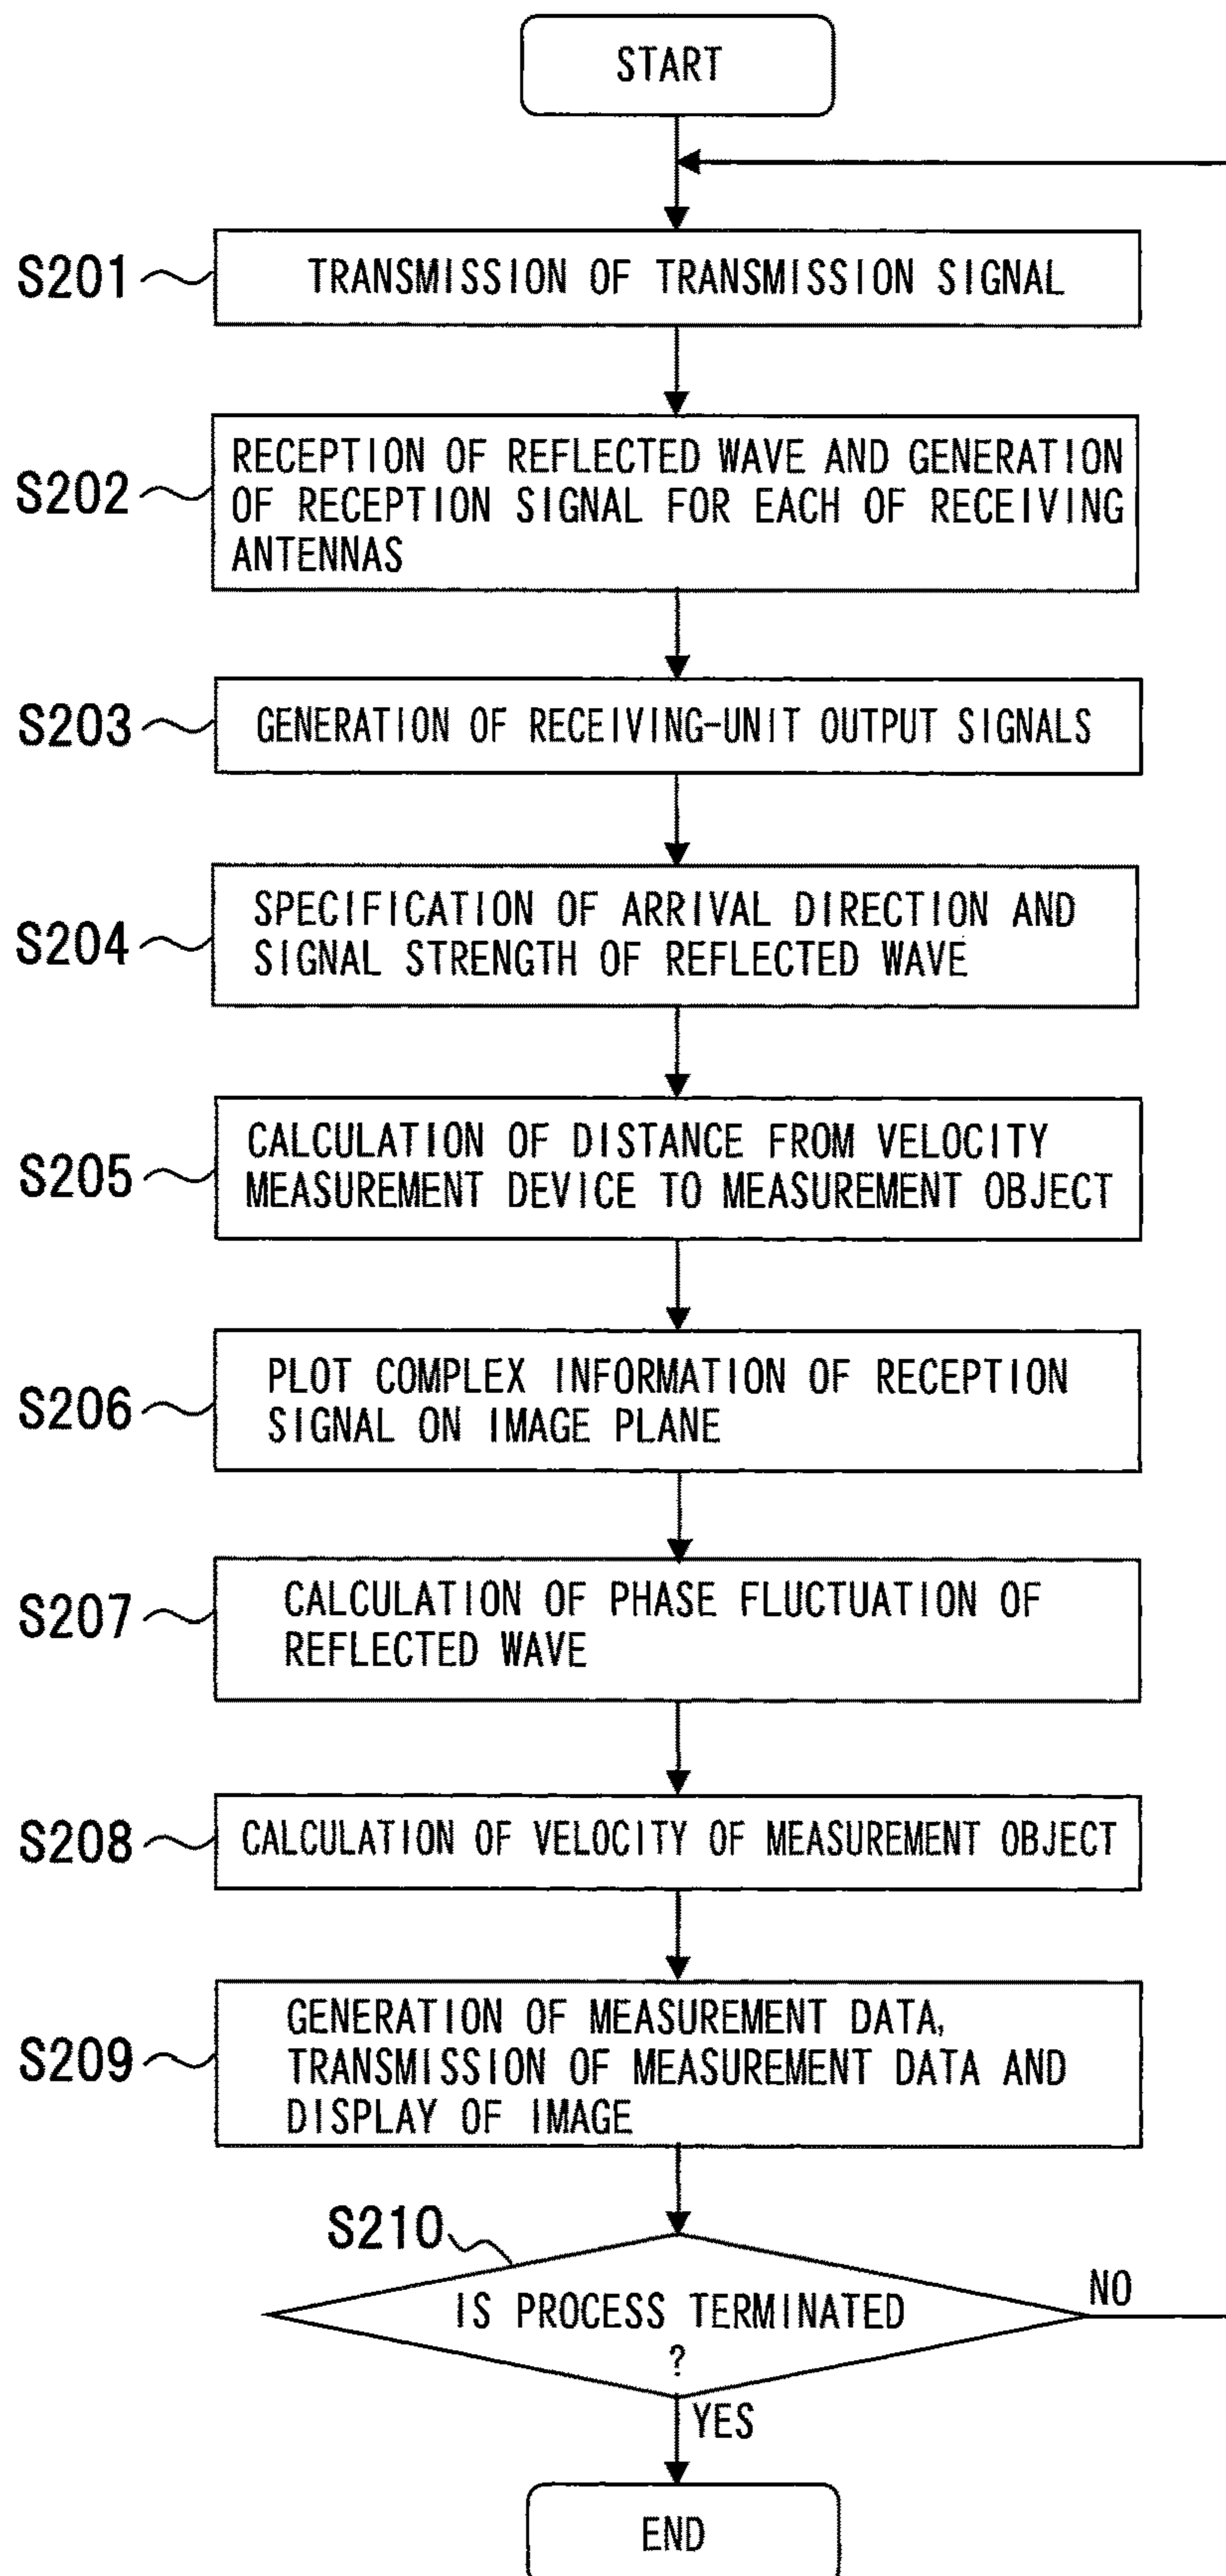 START
S201
TRANSMISSION OF TRANSMISSION SIGNAL
S202
RECEPTION OF REFLECTED WAVE AND GENERATION
OF RECEPTION SIGNAL FOR EACH OF RECEIVING
ANTENNAS
S203
GENERATION OF RECEIVING-UNIT OUTPUT SIGNALS
S204
SPECIFICATION OF ARRIVAL DIRECTION AND
SIGNAL STRENGTH OF REFLECTED WAVE
S205
CALCULATION OF DISTANCE FROM VELOCITY
MEASUREMENT DEVICE TO MEASUREMENT OBJECT
S206
PLOT COMPLEX INFORMATION OF RECEPTION
SIGNAL ON IMAGE PLANE
S207
CALCULATION OF PHASE FLUCTUATION OF
REFLECTED WAVE
S208
CALCULATION OF VELOCITY OF MEASUREMENT OBJECT
S209
GENERATION OF MEASUREMENT DATA,
TRANSMISSION OF MEASUREMENT DATA AND
DISPLAY OF IMAGE
S210
IS PROCESS TERMINATED
?
NO
YES
END